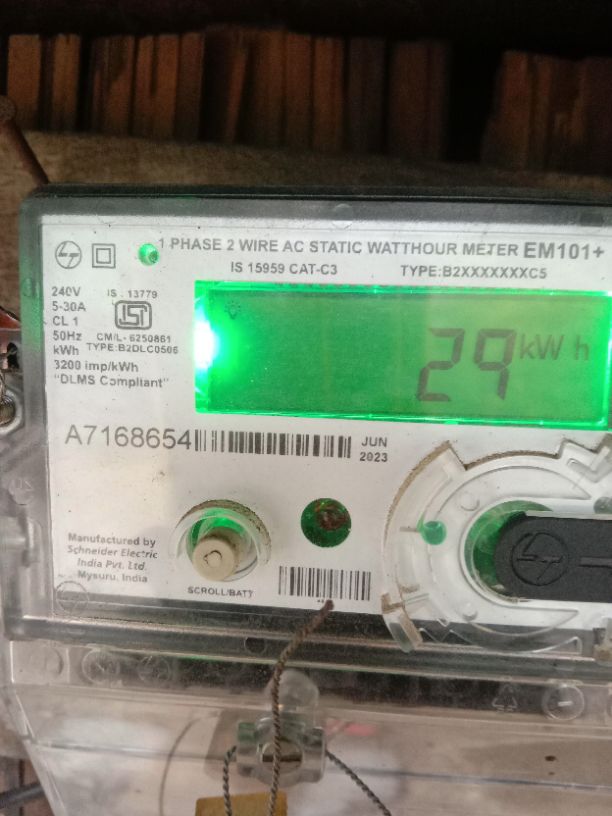 1 PHASE 2 WIRE AC STATIC WATTHOUR METER EM101+
IS 15959 CAT-C3 TYPE:B2XXXXXXXC5
240V
5-30A
CL 1
50Hz
kWh
3200 imp/kWh
"DLMS Compliant"
IS : 13779
ISI
CM/L- 6250861
TYPE:B2DLC0506
29 kW h
A7168654
JUN
2023
Manufactured by
Schneider Electric
India Pvt. Ltd.
Mysuru, India
SCROLL/BATT